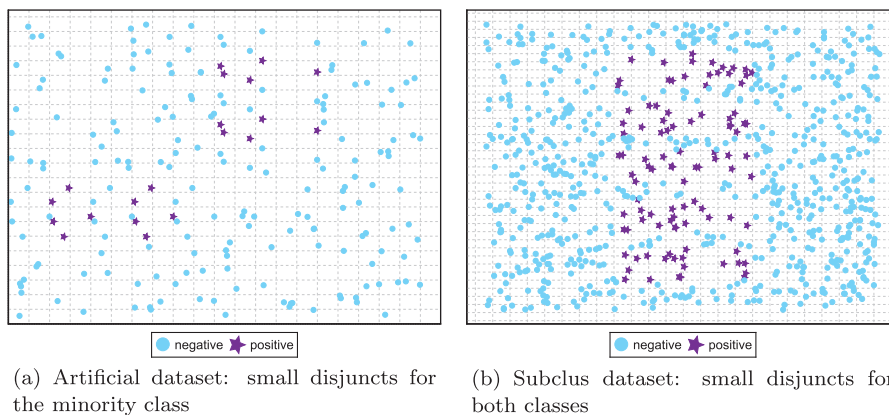 negative positive
negative positive
(a) Artificial dataset: small disjuncts for
the minority class
(b) Subclus dataset: small disjuncts for
both classes